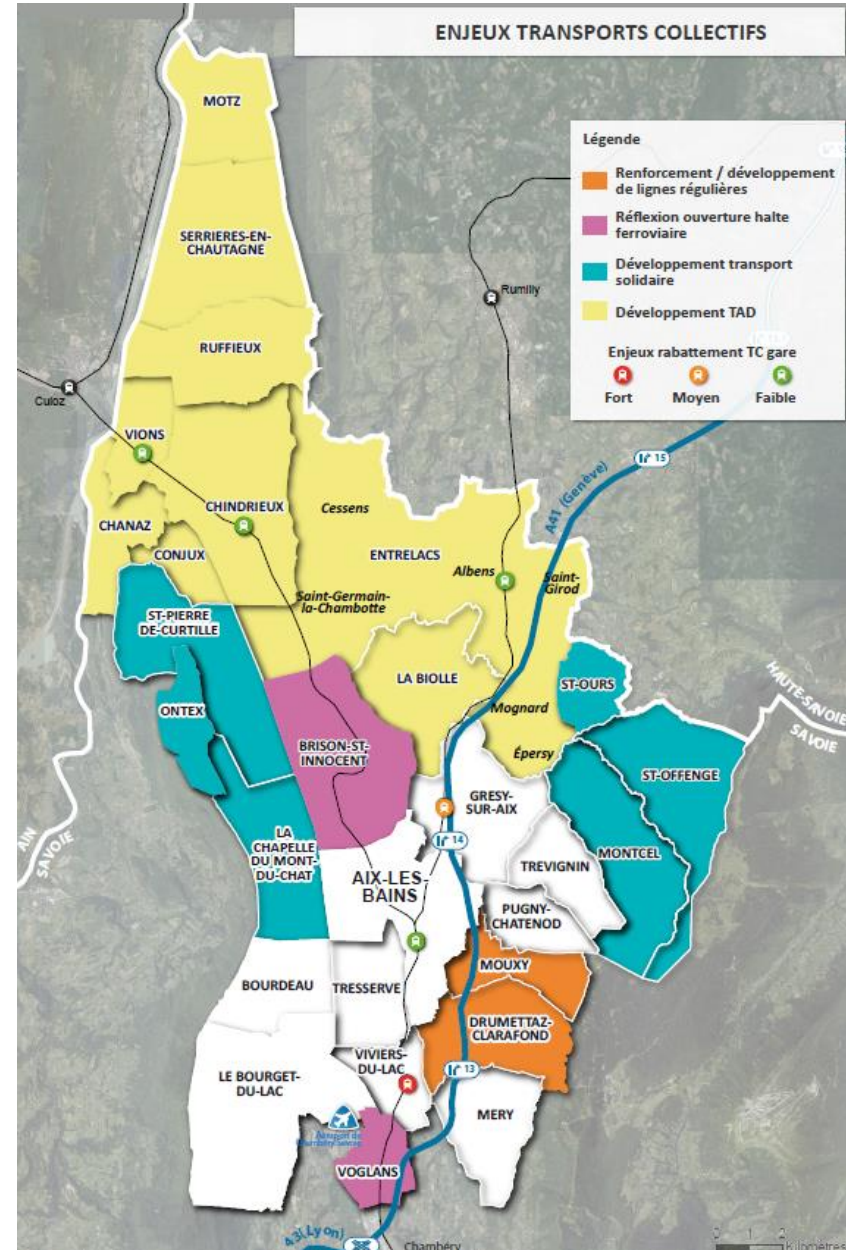 ENJEUX TRANSPORTS COLLECTIFS
Légende
Renforcement / développement
de lignes régulières
Réflexion ouverture halte
ferroviaire
Développement transport
solidaire
Développement TAD
Enjeux rabattement TC gare
Fort Moyen Faible
MOTZ
SERRIERES-EN-
CHAUTAGNE
Rumilly
RUFFIEUX
Culoz
VIONS
15
A41 (Genève)
CHINDRIEUX
Cessens
CHANAZ
CONJUX
ENTRELACS
Albens
Saint-
Girod
Saint-Germain-
la-Chambotte
ST-PIERRE
DE-CURTILLE
LA BIOLLE
ST-OURS
ONTEX
Mognard
HAUTE-SAVOIE
SAVOIE
BRISON-ST-
INNOCENT
Épersy
ST-OFFENGE
GRESY-
SUR-AIX
AIN
SAVOIE
LA
CHAPELLE
DU MONT-
DU-CHAT
14
MONTCEL
TREVIGNIN
AIX-LES-
BAINS
PUGNY-
CHATENOD
MOUXY
BOURDEAU
TRESSERVE
DRUMETTAZ-
CLARAFOND
VIVIERS-
DU-LAC
13
LE BOURGET-
DU-LAC
MERY
Aéroport de
VOGLANS
43(Lyon)
Chambéry
0 1 2
Kilomètres